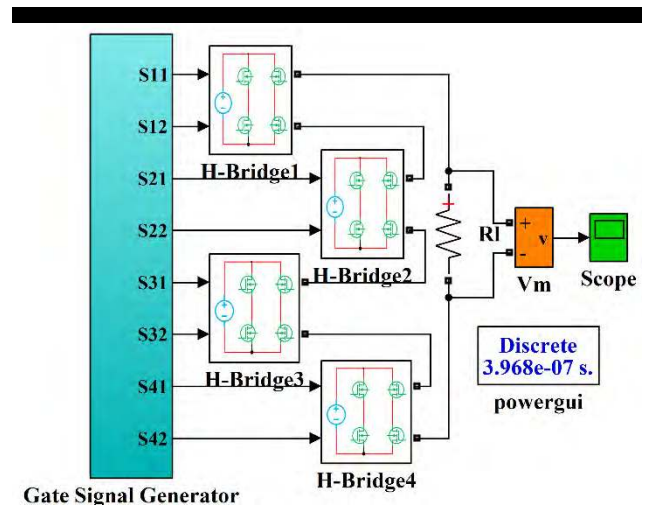 S11
S12
S21
S22
S31
S32
S41
S42
H-Bridge1
H-Bridge2
H-Bridge3
H-Bridge4
Rl
+
-
v
Vm
Scope
Discrete
3.968e-07 s.
powergui
Gate Signal Generator